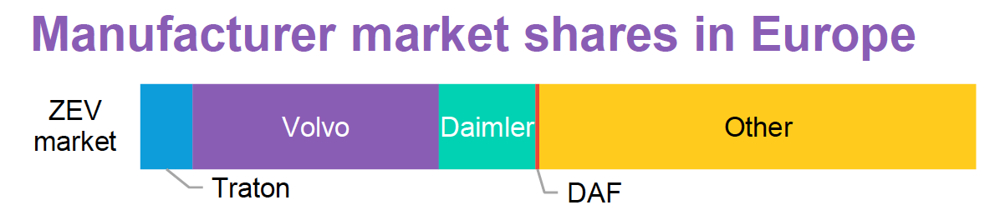 Manufacturer market shares in Europe
ZEV
market
Volvo
Daimler
Other
Traton
DAF